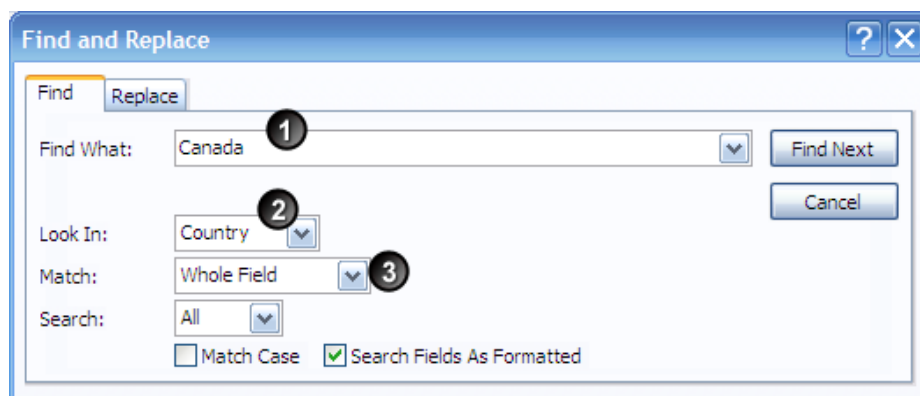 Find and Replace
Find Replace
1
Find What: Canada Find Next
Cancel
2
Look In: Country
Match: Whole Field 3
Search: All
Match Case Search Fields As Formatted